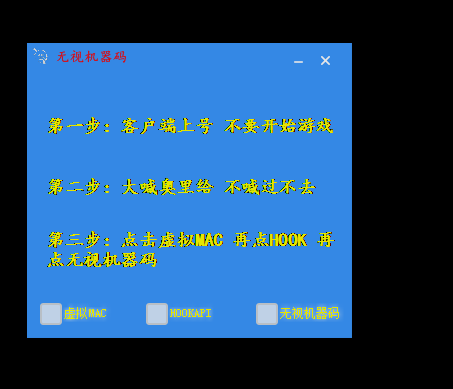 无视机器码
第一步：客户端上号 不要开始游戏
第二步：大喊奥里给 不喊过不去
第三步：点击虚拟MAC 再点HOOK 再
点无视机器码
虚拟MAC HOOKAPI 无视机器码